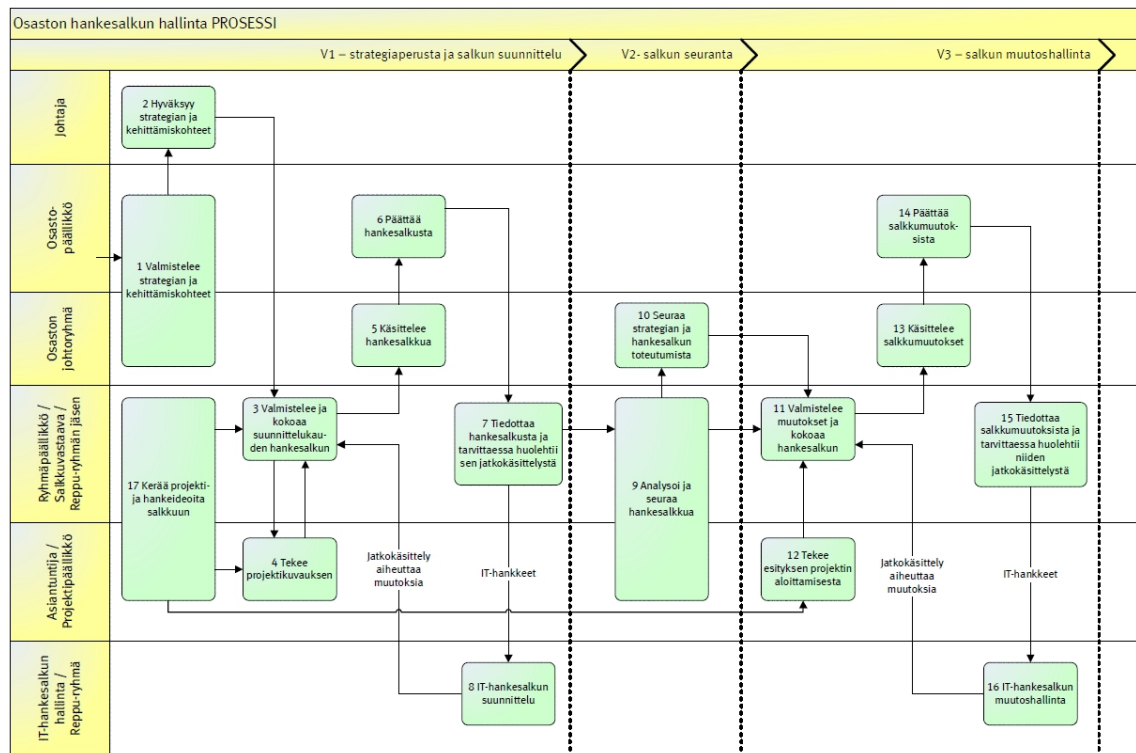 Osaston hankesalkun hallinta PROSESSI
V1 – strategiaperusta ja salkun suunnittelu
V2- salkun seuranta
V3 – salkun muutoshallinta
Johtaja
2 Hyväksyy
strategian ja
kehittämiskohteet
Osasto-
päällikkö
1 Valmistelee
strategian ja
kehittämiskohteet
6 Päättää
hankesalkusta
14 Päättää
salkkumuutok-
sista
Osaston
johtoryhmä
5 Käsittelee
hankesalkkua
10 Seuraa
strategian ja
hankesalkun
toteutumista
13 Käsittelee
salkkumuutokset
Ryhmäpäällikkö /
Salkkuvastaava /
Reppu-ryhmän jäsen
17 Kerää projekti-
ja hankeideoita
salkkuun
3 Valmistelee ja
kokoaa
suunnittelukau-
den hankesalkun
7 Tiedottaa
hankesalkusta ja
tarvittaessa huolehtii
sen jatkokäsittelystä
9 Analysoi ja
seuraa
hankesalkkua
11 Valmistelee
muutokset ja
kokoaa
hankesalkun
15 Tiedottaa
salkkumuutoksista ja
tarvittaessa huolehtii
niiden
jatkokäsittelystä
Asiantuntija /
Projektipäällikkö
4 Tekee
projektikuvauksen
Jatkokäsittely
aiheuttaa
muutoksia
IT-hankkeet
12 Tekee
esityksen projektin
aloittamisesta
Jatkokäsittely
aiheuttaa
muutoksia
IT-hankkeet
IT-hankesalkun
hallinta /
Reppu-ryhmä
8 IT-hankesalkun
suunnittelu
16 IT-hankesalkun
muutoshallinta